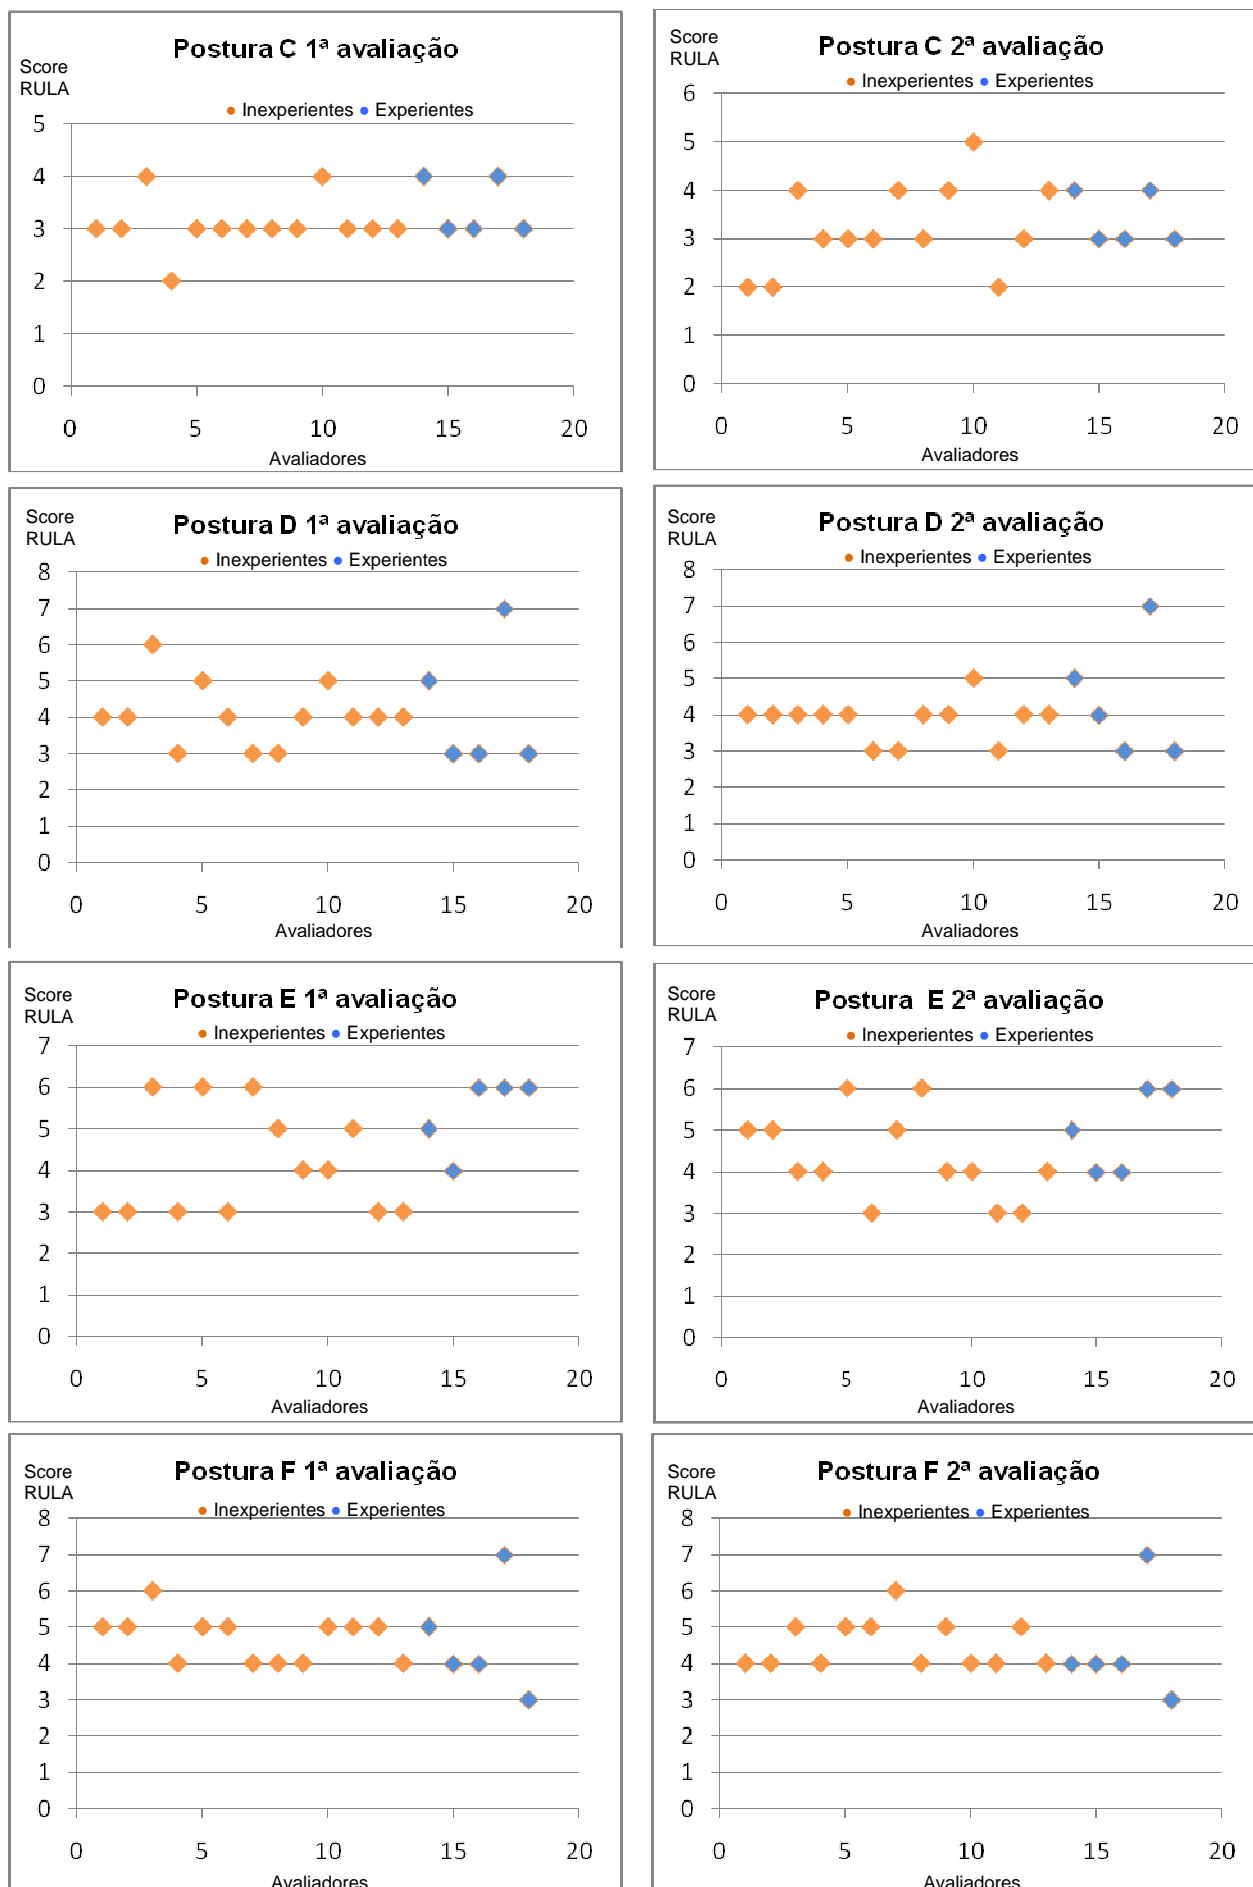 Postura C 1ª avaliação
Score
RULA
● Inexperientes ● Experientes
5
4
3
2
1
0
0 5 10 15 20
Avaliadores
Postura C 2ª avaliação
Score
RULA
● Inexperientes ● Experientes
6
5
4
3
2
1
0
0 5 10 15 20
Avaliadores
Postura D 1ª avaliação
Score
RULA
● Inexperientes ● Experientes
8
7
6
5
4
3
2
1
0
0 5 10 15 20
Avaliadores
Postura D 2ª avaliação
Score
RULA
● Inexperientes ● Experientes
8
7
6
5
4
3
2
1
0
0 5 10 15 20
Avaliadores
Postura E 1ª avaliação
Score
RULA
● Inexperientes ● Experientes
7
6
5
4
3
2
1
0
0 5 10 15 20
Avaliadores
Postura E 2ª avaliação
Score
RULA
● Inexperientes ● Experientes
7
6
5
4
3
2
1
0
0 5 10 15 20
Avaliadores
Postura F 1ª avaliação
Score
RULA
● Inexperientes ● Experientes
8
7
6
5
4
3
2
1
0
0 5 10 15 20
Avaliadores
Postura F 2ª avaliação
Score
RULA
● Inexperientes ● Experientes
8
7
6
5
4
3
2
1
0
0 5 10 15 20
Avaliadores